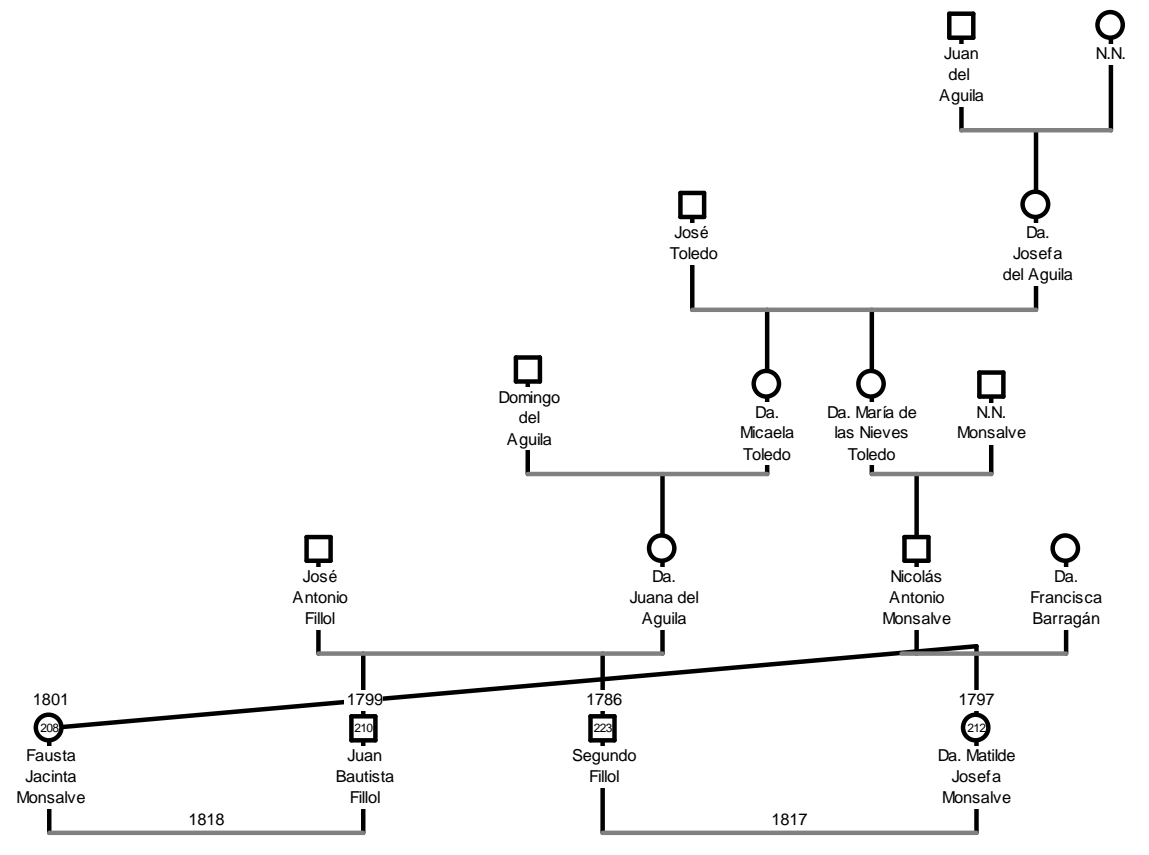 Juan
del
Aguila
N.N.
José
Toledo
Da.
Josefa
del Aguila
Domingo
del
Aguila
Da.
Micaela
Toledo
Da. María de
las Nieves
Toledo
N.N.
Monsalve
José
Antonio
Fillol
Da.
Juana del
Aguila
Nicolás
Antonio
Monsalve
Da.
Francisca
Barragán
1801
208
Fausta
Jacinta
Monsalve
1799
210
Juan
Bautista
Fillol
1786
223
Segundo
Fillol
1797
212
Da. Matilde
Josefa
Monsalve
1818
1817